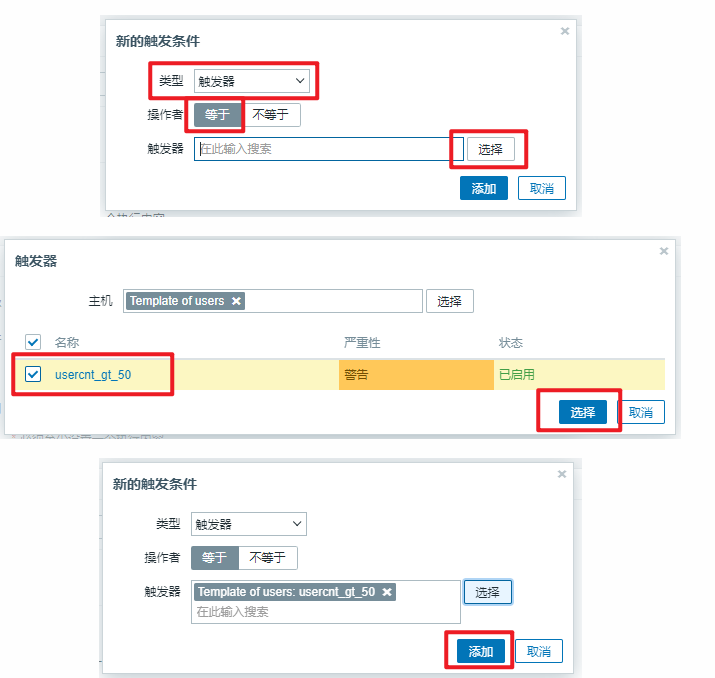 新的触发条件
类型 触发器
操作者 等于 不等于
触发器 在此输入搜索 选择
添加 取消
触发器
主机 Template of users 选择
名称 严重性 状态
usercnt_gt_50 警告 已启用
选择 取消
新的触发条件
类型 触发器
操作者 等于 不等于
触发器 Template of users: usercnt_gt_50 选择
在此输入搜索
添加 取消